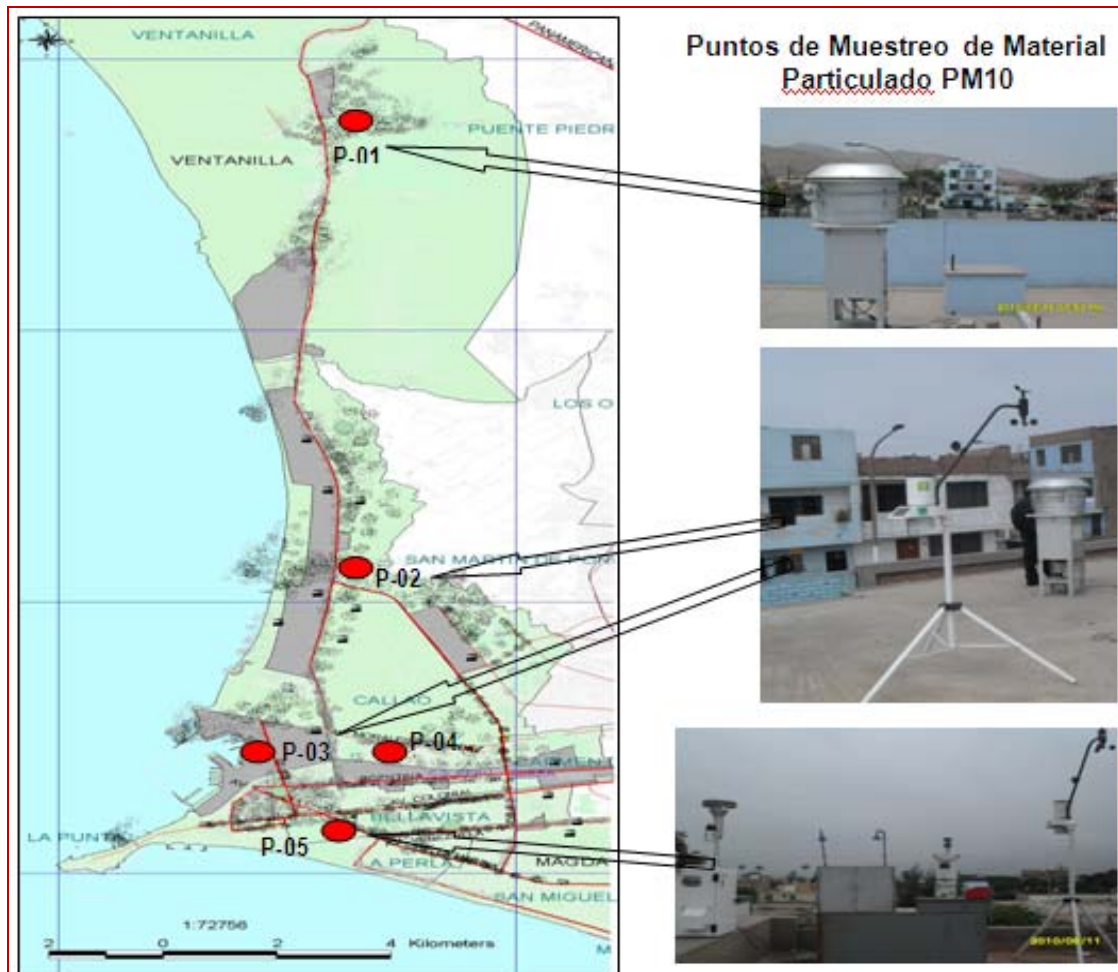 Puntos de Muestreo de Material
Particulado PM10
VENTANILLA
PANAMERICAN
PUENTE PIEDR
VENTANILLA
P-01
LOS O
SAN MARTIN DE POR
P-02
CALLAO
P-03
P-04
BELLAVISTA
LA PUNTA
P-05
LA PERLA
MAGDA
SAN MIGUEL
M
1:72756
2 0 2 4 Kilometers
2010/06/11